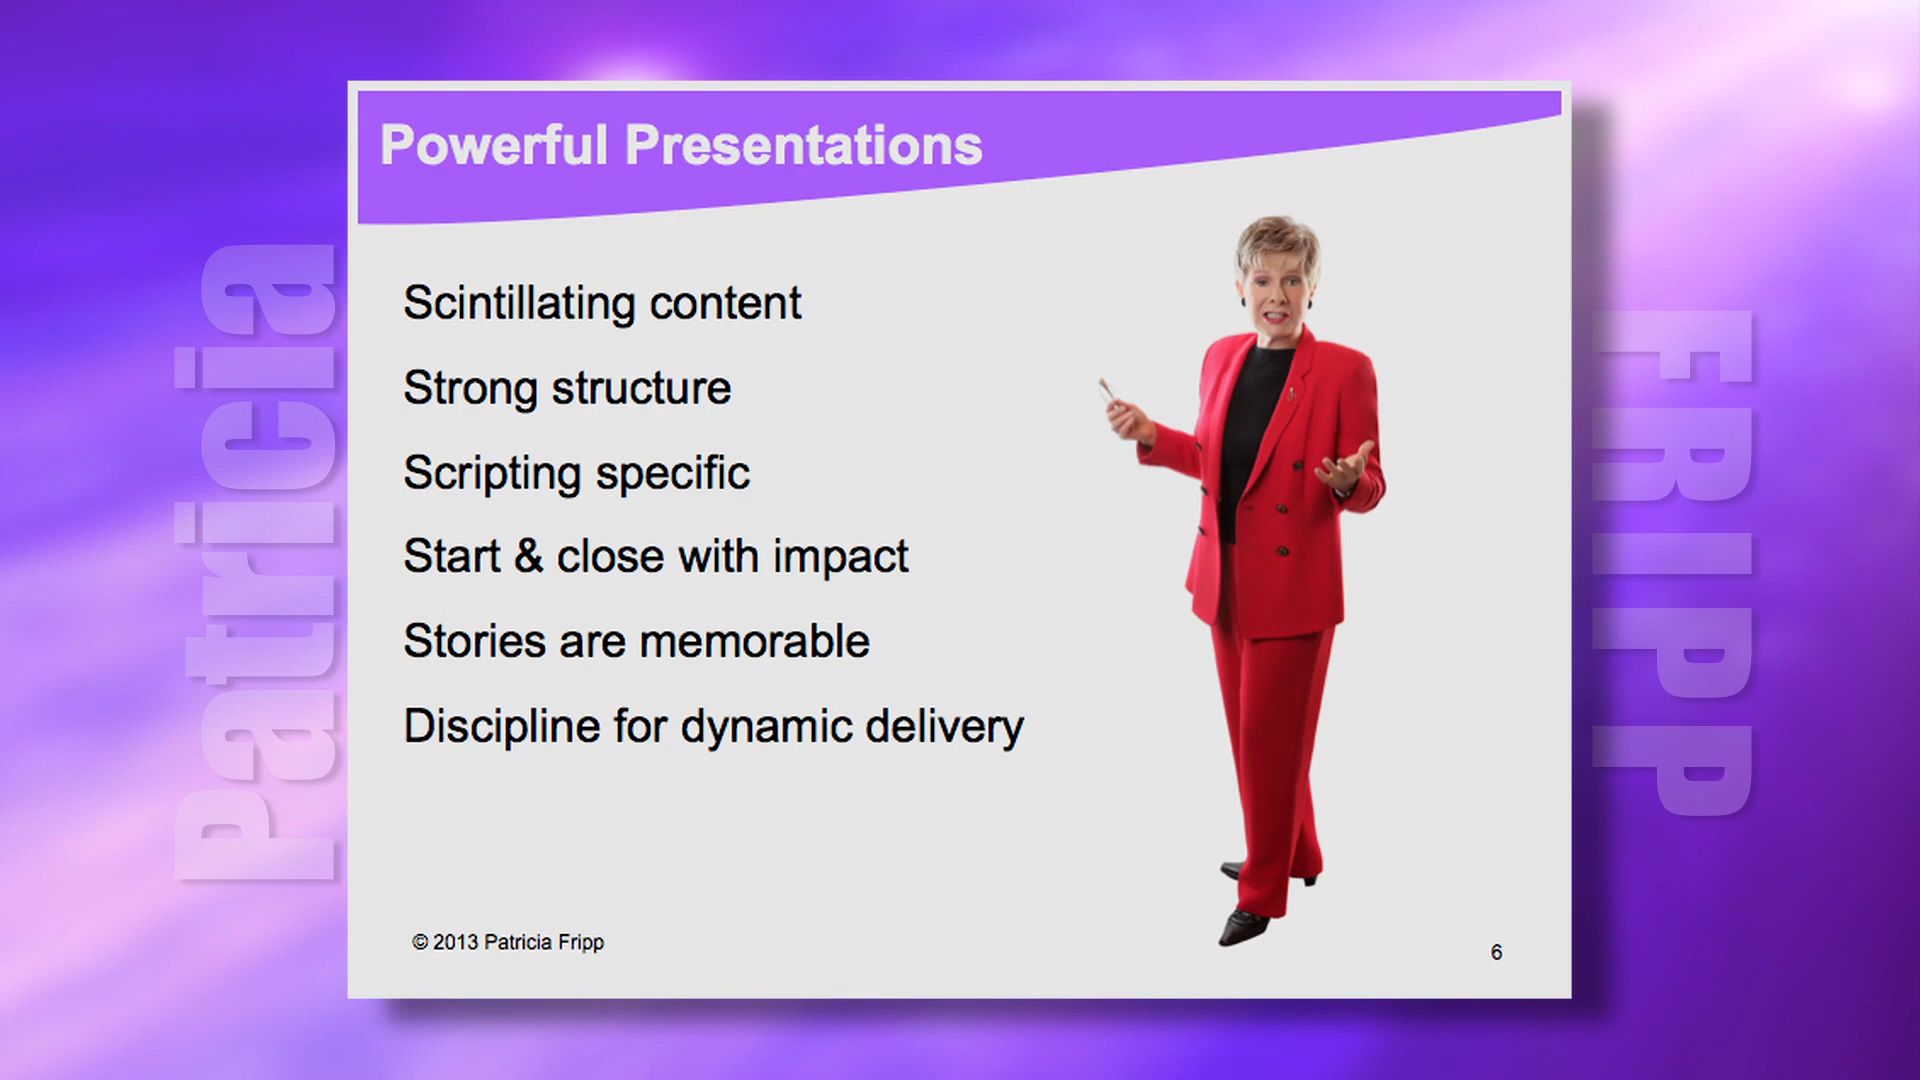 Patricia
FRIPP
Powerful Presentations
Scintillating content
Strong structure
Scripting specific
Start & close with impact
Stories are memorable
Discipline for dynamic delivery
© 2013 Patricia Fripp
6